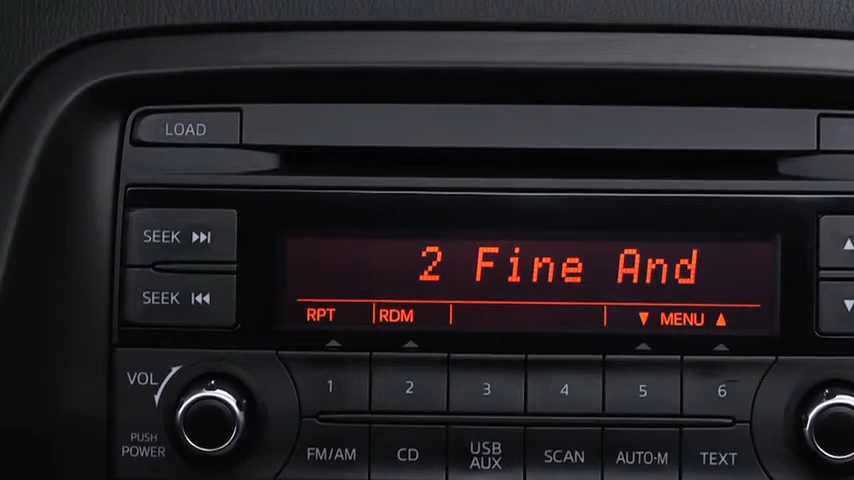 LOAD
SEEK
2 Fine And
SEEK
RPT RDM MENU
VOL
1 2 3 4 5 6
PUSH
POWER
FM/AM CD USB AUX SCAN AUTO-M TEXT